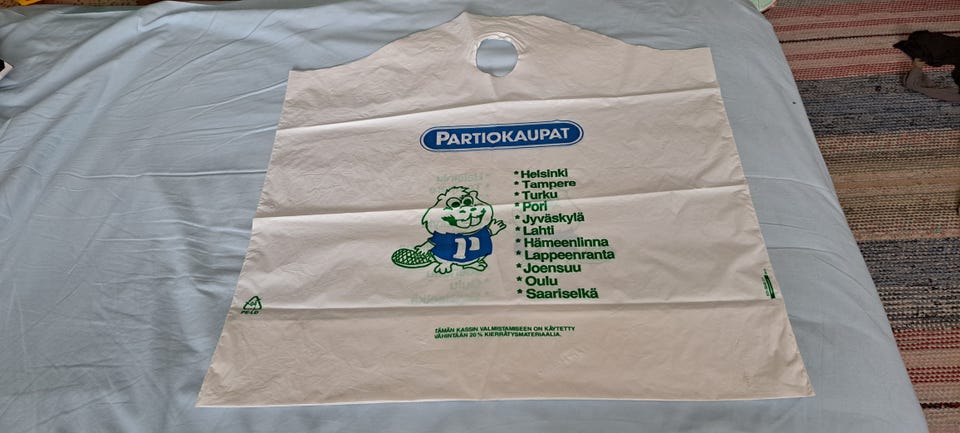 PARTIOKAUPAT
* Helsinki
* Tampere
* Turku
* Pori
* Jyväskylä
* Lahti
* Hämeenlinna
* Lappeenranta
* Joensuu
* Oulu
* Saariselkä
P
PE-LD
TÄMÄN KASSIN VALMISTAMISEEN ON KÄYTETTY
VÄHINTÄÄN 20 % KIERRÄTYSMATERIAALIA.